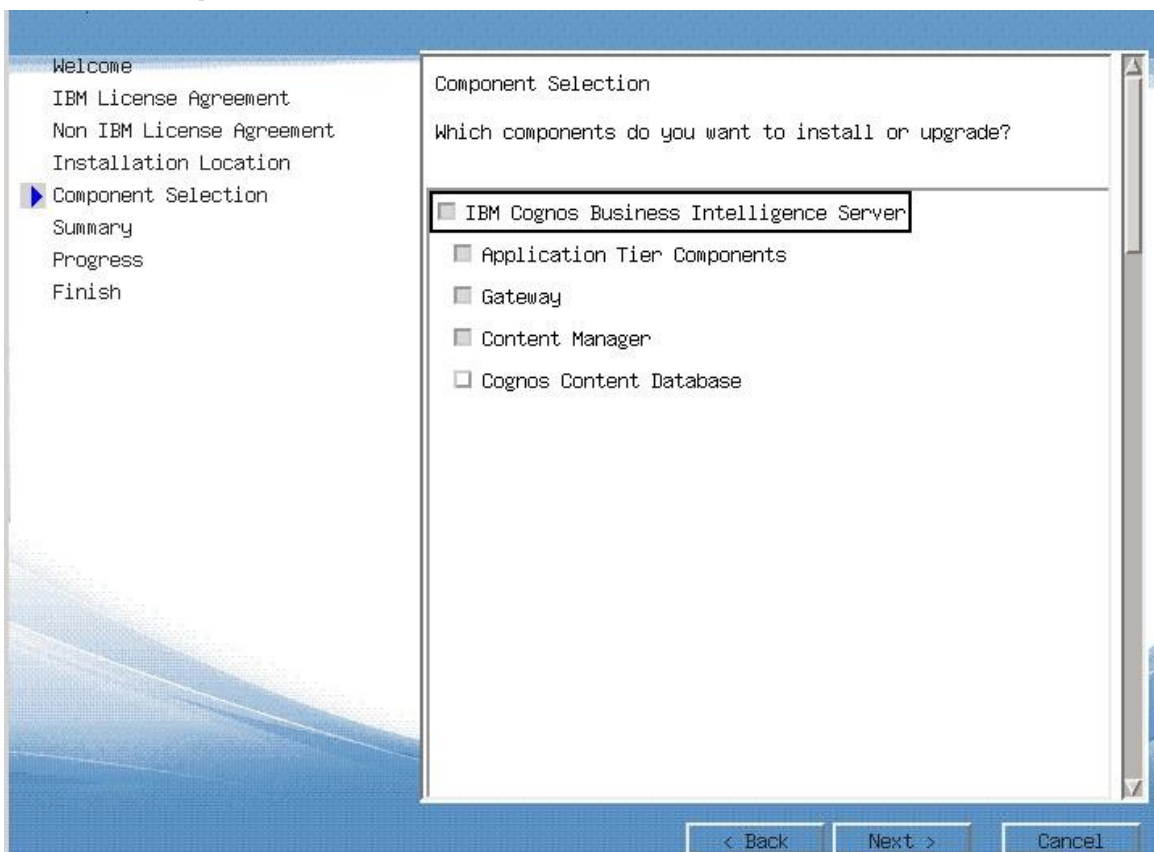 Welcome
IBM License Agreement
Non IBM License Agreement
Installation Location
Component Selection
Summary
Progress
Finish
Component Selection
Which components do you want to install or upgrade?
IBM Cognos Business Intelligence Server
Application Tier Components
Gateway
Content Manager
Cognos Content Database
< Back Next > Cancel